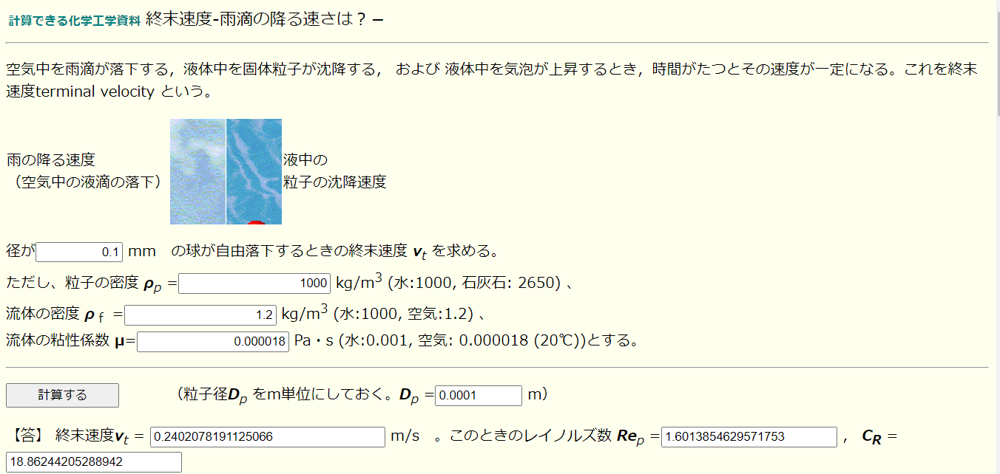 計算できる化学工学資料 終末速度-雨滴の降る速さは？－
空気中を雨滴が落下する，液体中を固体粒子が沈降する， および 液体中を気泡が上昇するとき，時間がたつとその速度が一定になる。これを終末
速度terminal velocity という。
雨の降る速度
（空気中の液滴の落下）
液中の
粒子の沈降速度
径が 0.1 mm の球が自由落下するときの終末速度 vt を求める。
ただし、粒子の密度 ρp = 1000 kg/m3 (水:1000, 石灰石: 2650) 、
流体の密度 ρ f = 1.2 kg/m3 (水:1000, 空気:1.2) 、
流体の粘性係数 μ= 0.000018 Pa・s (水:0.001, 空気: 0.000018 (20℃))とする。
計算する （粒子径Dp をm単位にしておく。Dp = 0.0001 m）
【答】 終末速度vt = 0.2402078191125066 m/s 。このときのレイノルズ数 Rep = 1.6013854629571753 ， CR =
18.86244205288942